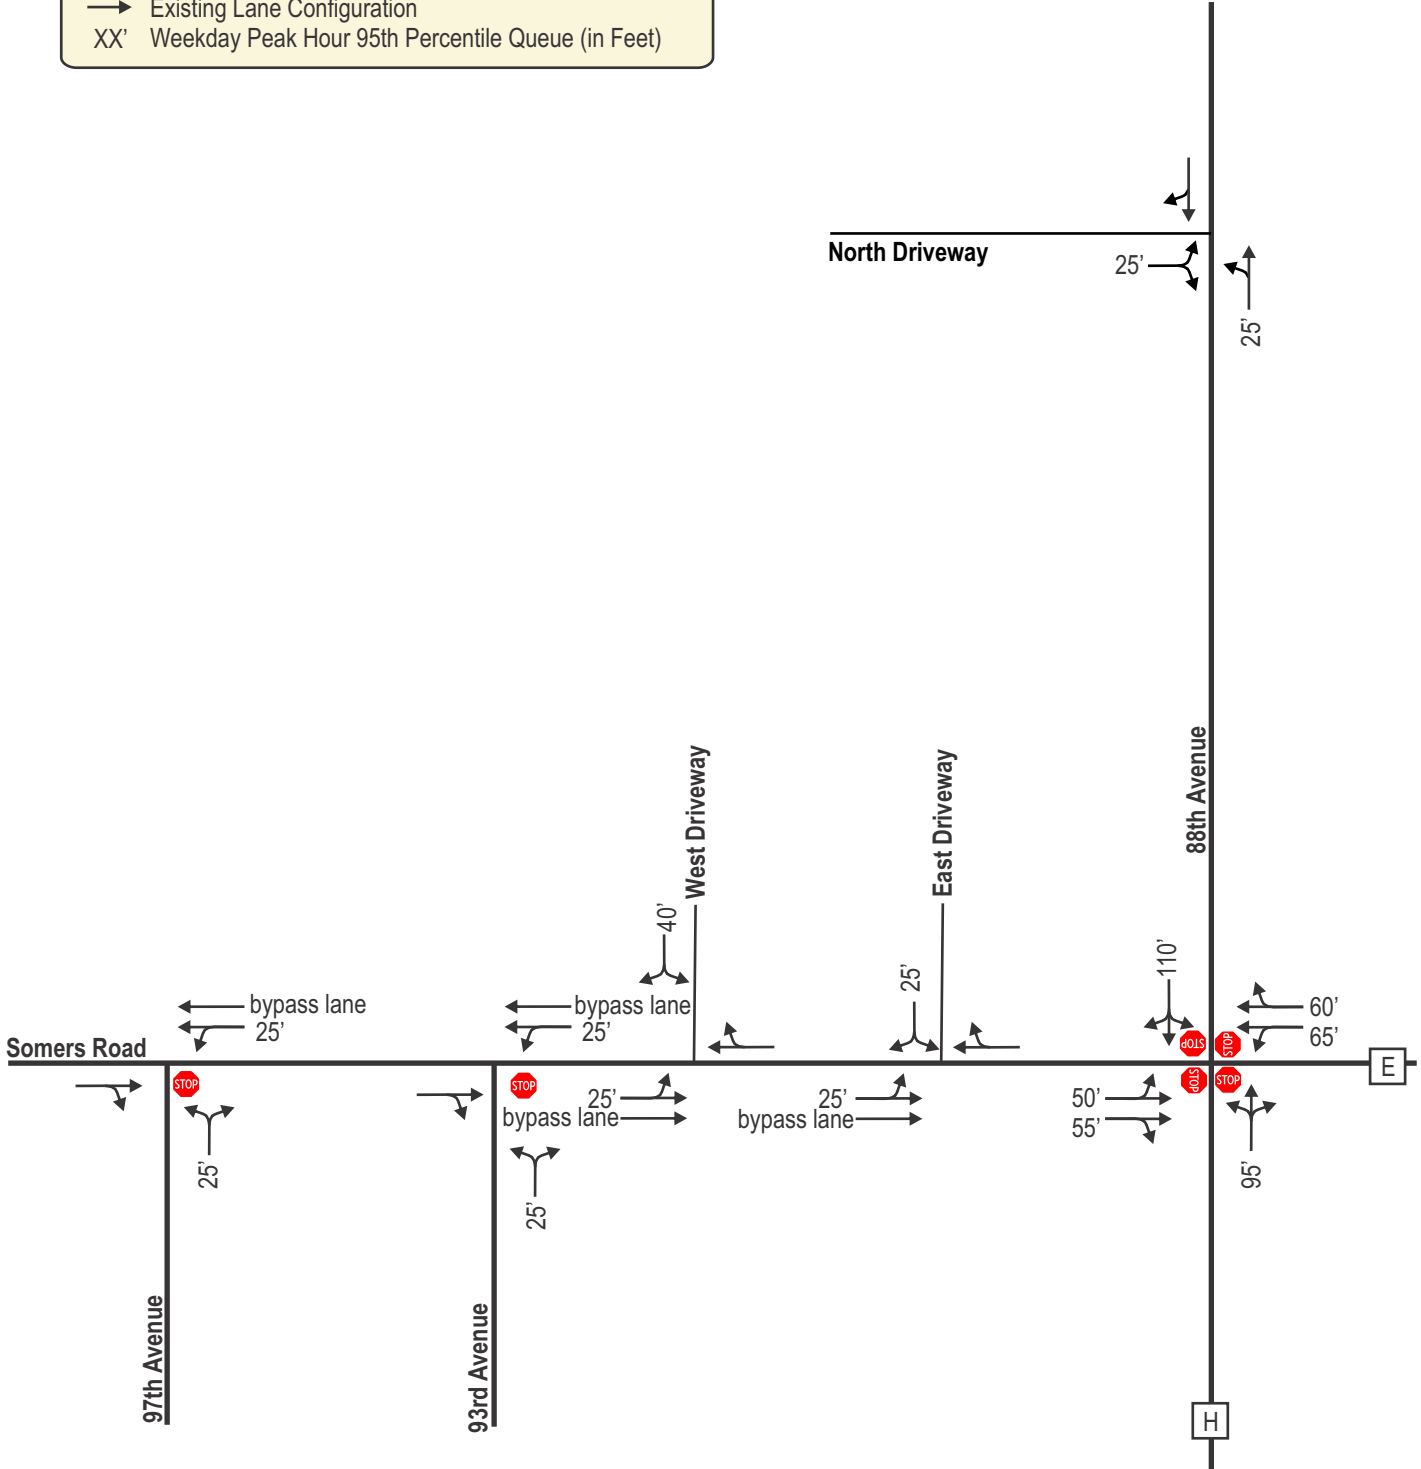 Existing Lane Configuration
XX' Weekday Peak Hour 95th Percentile Queue (in Feet)
North Driveway
25'
25'
88th Avenue
West Driveway
East Driveway
40'
25'
110'
bypass lane
25'
bypass lane
25'
60'
65'
Somers Road
STOP
STOP
STOP
STOP
STOP
STOP
E
25'
bypass lane
25'
bypass lane
50'
55'
25'
25'
95'
97th Avenue
93rd Avenue
H